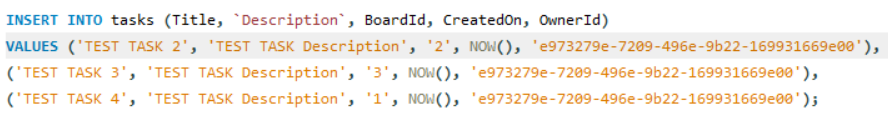 INSERT INTO tasks (Title, `Description`, BoardId, CreatedOn, OwnerId)
VALUES ('TEST TASK 2', 'TEST TASK Description', '2', NOW(), 'e973279e-7209-496e-9b22-169931669e00'),
('TEST TASK 3', 'TEST TASK Description', '3', NOW(), 'e973279e-7209-496e-9b22-169931669e00'),
('TEST TASK 4', 'TEST TASK Description', '1', NOW(), 'e973279e-7209-496e-9b22-169931669e00');